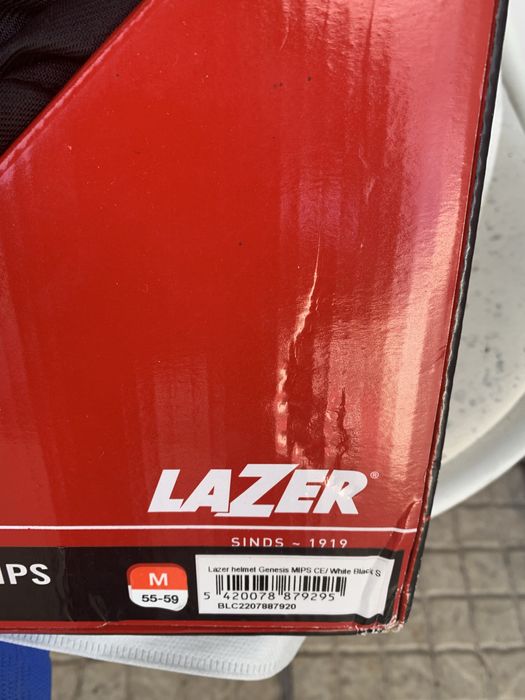 LAZER®
SINDS ~ 1919
IPS
M
55-59
Lazer helmet Genesis MIPS CE/ White Black S
5 420078 879295
BLC2207887920